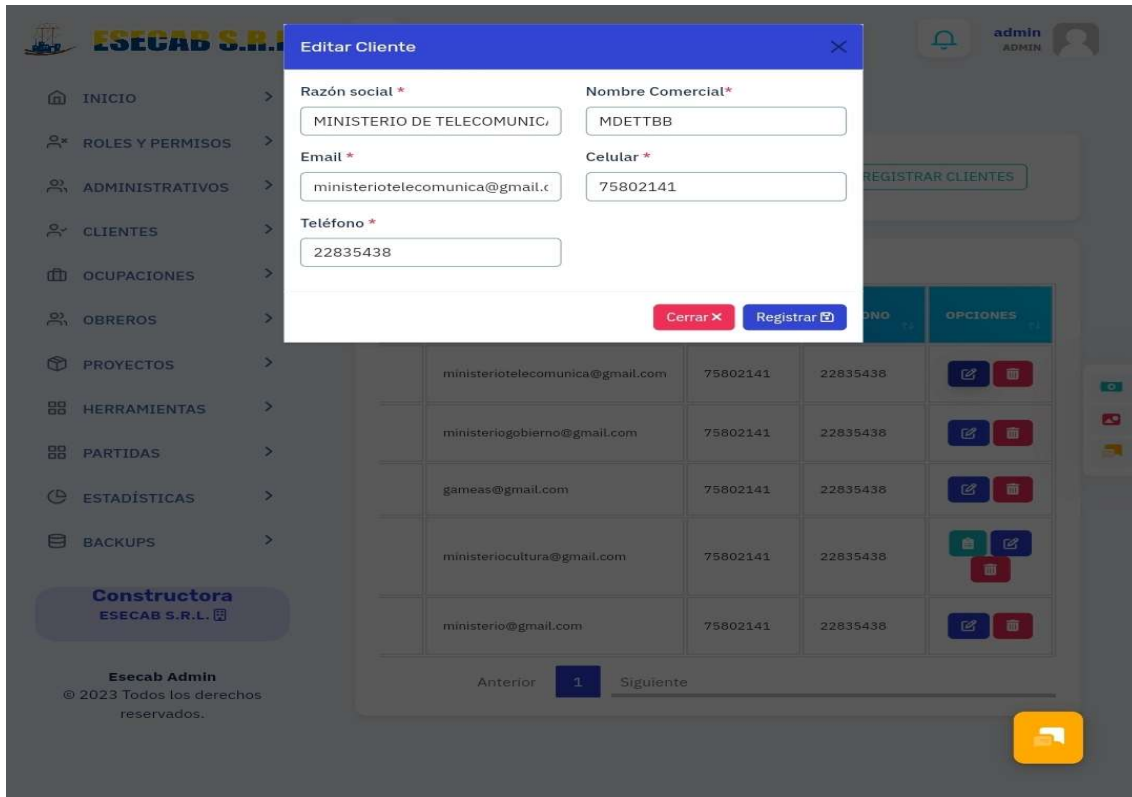 ESECAB S.R.
Editar Cliente
admin
ADMIN
Razón social *
Nombre Comercial*
MINISTERIO DE TELECOMUNIC
MDETTBB
Email *
Celular *
ministeriotelecomunica@gmail.c
75802141
Teléfono *
22835438
Cerrar
Registrar
INICIO
ROLES Y PERMISOS
ADMINISTRATIVOS
CLIENTES
OCUPACIONES
OBREROS
PROYECTOS
HERRAMIENTAS
PARTIDAS
ESTADÍSTICAS
BACKUPS
Constructora
ESECAB S.R.L.
Esecab Admin
© 2023 Todos los derechos
reservados.
REGISTRAR CLIENTES
ONO OPCIONES
ministeriotelecomunica@gmail.com 75802141 22835438
ministeriogobierno@gmail.com 75802141 22835438
gameas@gmail.com 75802141 22835438
ministeriocultura@gmail.com 75802141 22835438
ministerio@gmail.com 75802141 22835438
Anterior 1 Siguiente